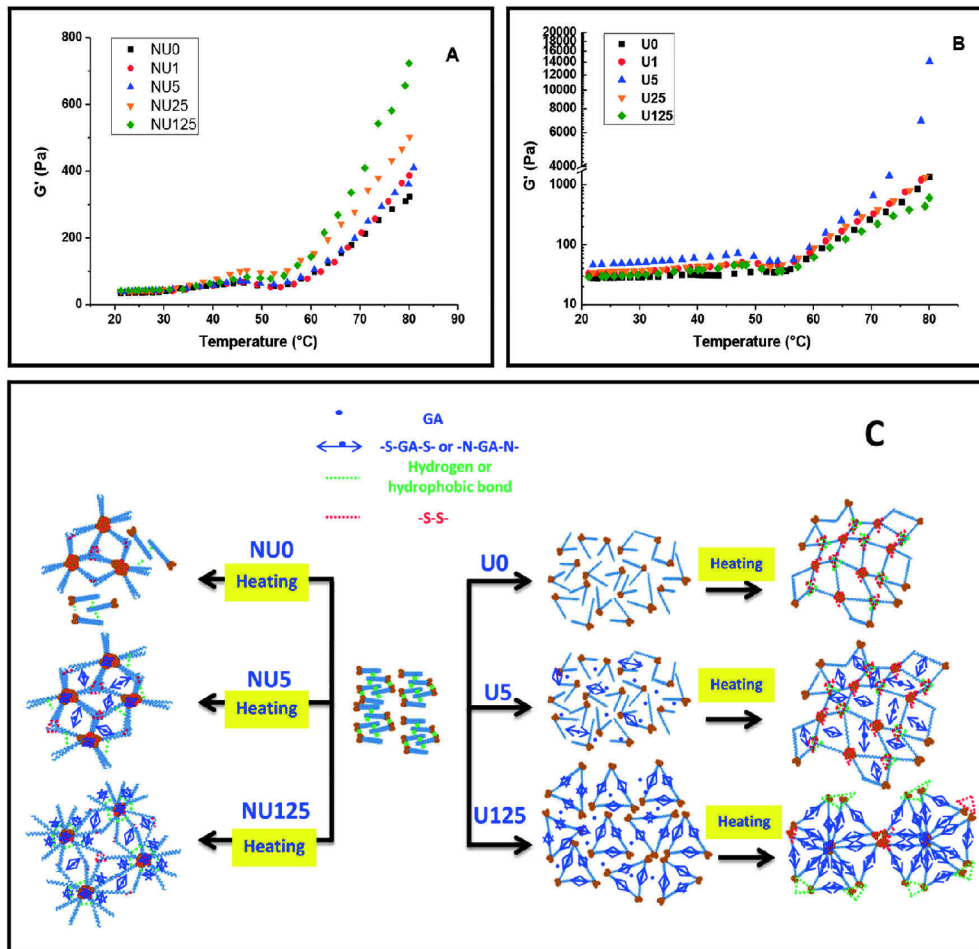 A
NU0
NU1
NU5
NU25
NU125
800
600
400
200
0
G' (Pa)
20 30 40 50 60 70 80 90
Temperature (°C)
B
U0
U1
U5
U25
U125
20000
18000
16000
14000
12000
10000
8000
6000
4000
1000
100
10
G' (Pa)
20 30 40 50 60 70 80
Temperature (°C)
C
GA
-S-GA-S- or -N-GA-N-
Hydrogen or
hydrophobic bond
-S-S-
NU0
Heating
NU5
Heating
NU125
Heating
U0
Heating
U5
Heating
U125
Heating